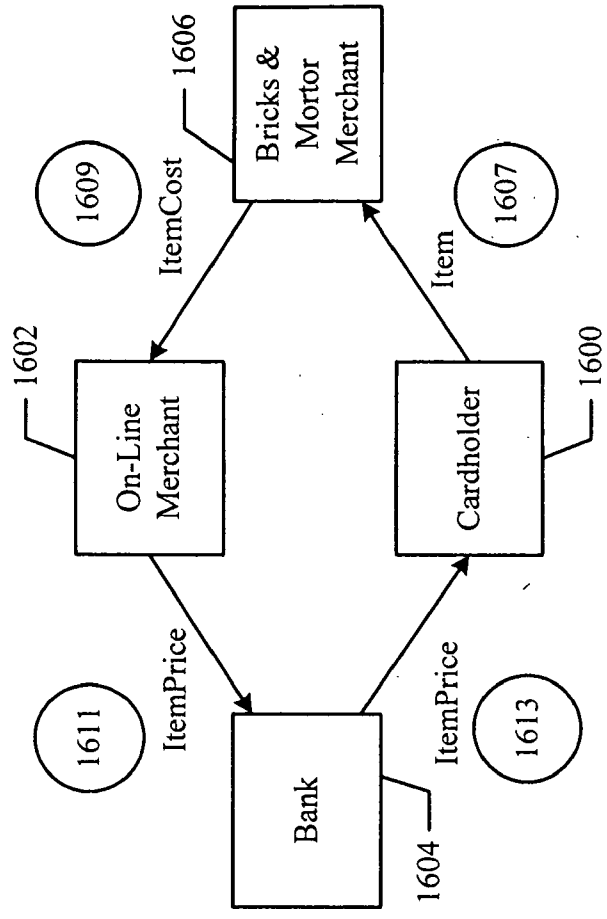 1602
1609
1611
On-Line
Merchant
ItemPrice
ItemCost
1606
Bank
Bricks &
Mortor
Merchant
1604
ItemPrice
Item
Cardholder
1613
1607
1600